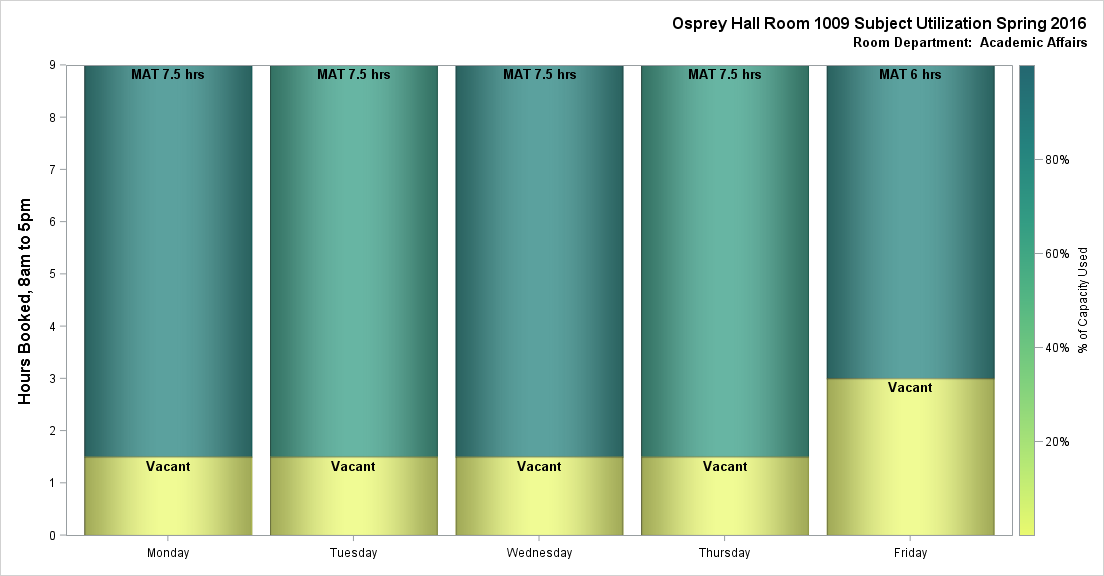 Osprey Hall Room 1009 Subject Utilization Spring 2016
Room Department: Academic Affairs
Hours Booked, 8am to 5pm
9
8
7
6
5
4
3
2
1
0
MAT 7.5 hrs
MAT 7.5 hrs
MAT 7.5 hrs
MAT 7.5 hrs
MAT 6 hrs
Vacant
Vacant
Vacant
Vacant
Vacant
Monday
Tuesday
Wednesday
Thursday
Friday
80%
60%
40%
20%
% of Capacity Used